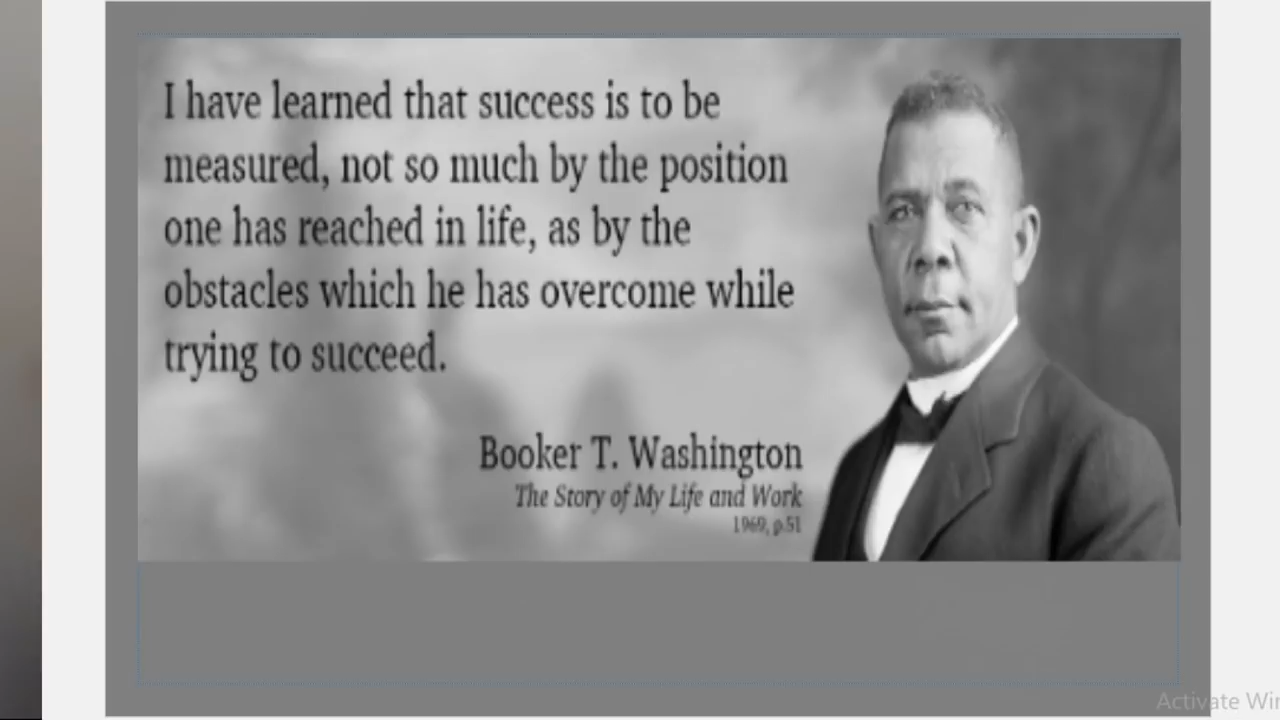 I have learned that success is to be
measured, not so much by the position
one has reached in life, as by the
obstacles which he has overcome while
trying to succeed.
Booker T. Washington
The Story of My Life and Work
1969, p.51
Activate Wi